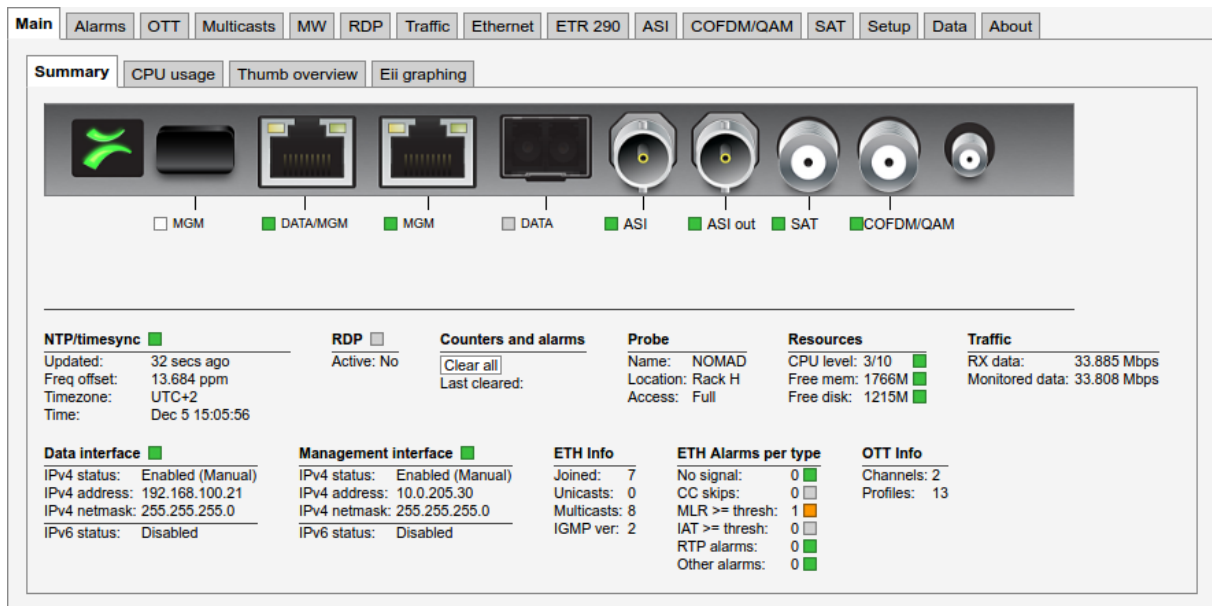 Main Alarms OTT Multicasts MW RDP Traffic Ethernet ETR 290 ASI COFDM/QAM SAT Setup Data About
Summary CPU usage Thumb overview Eii graphing
MGM DATA/MGM MGM DATA ASI ASI out SAT COFDM/QAM
NTP/timesync
Updated: 32 secs ago
Freq offset: 13.684 ppm
Timezone: UTC+2
Time: Dec 5 15:05:56
RDP
Active: No
Counters and alarms
Clear all
Last cleared:
Probe
Name: NOMAD
Location: Rack H
Access: Full
Resources
CPU level: 3/10
Free mem: 1766M
Free disk: 1215M
Traffic
RX data: 33.885 Mbps
Monitored data: 33.808 Mbps
Data interface
IPv4 status: Enabled (Manual)
IPv4 address: 192.168.100.21
IPv4 netmask: 255.255.255.0
IPv6 status: Disabled
Management interface
IPv4 status: Enabled (Manual)
IPv4 address: 10.0.205.30
IPv4 netmask: 255.255.255.0
IPv6 status: Disabled
ETH Info
Joined: 7
Unicasts: 0
Multicasts: 8
IGMP ver: 2
ETH Alarms per type
No signal: 0
CC skips: 0
MLR >= thresh: 1
IAT >= thresh: 0
RTP alarms: 0
Other alarms: 0
OTT Info
Channels: 2
Profiles: 13